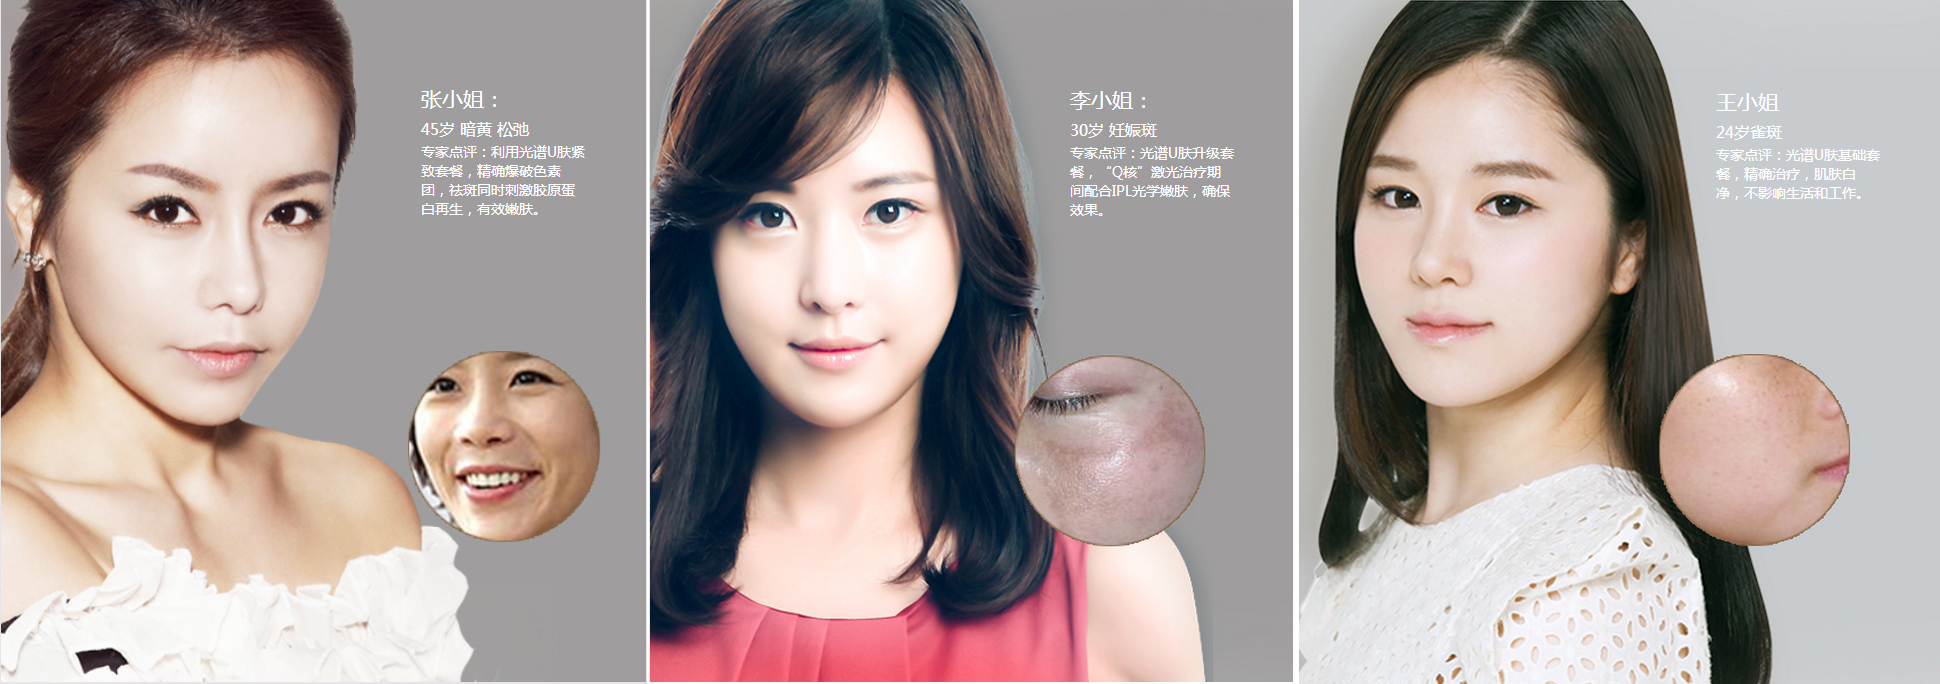 张小姐：
45岁 暗黄 松弛
专家点评：利用光谱U肤紧
致套餐，精确爆破色素
团，祛斑同时刺激胶原蛋
白再生，有效嫩肤。
李小姐：
30岁 妊娠斑
专家点评：光谱U肤升级套
餐，“Q核”激光治疗期
间配合IPL光学嫩肤，确保
效果。
王小姐
24岁雀斑
专家点评：光谱U肤基础套
餐，精确治疗，肌肤白
净，不影响生活和工作。